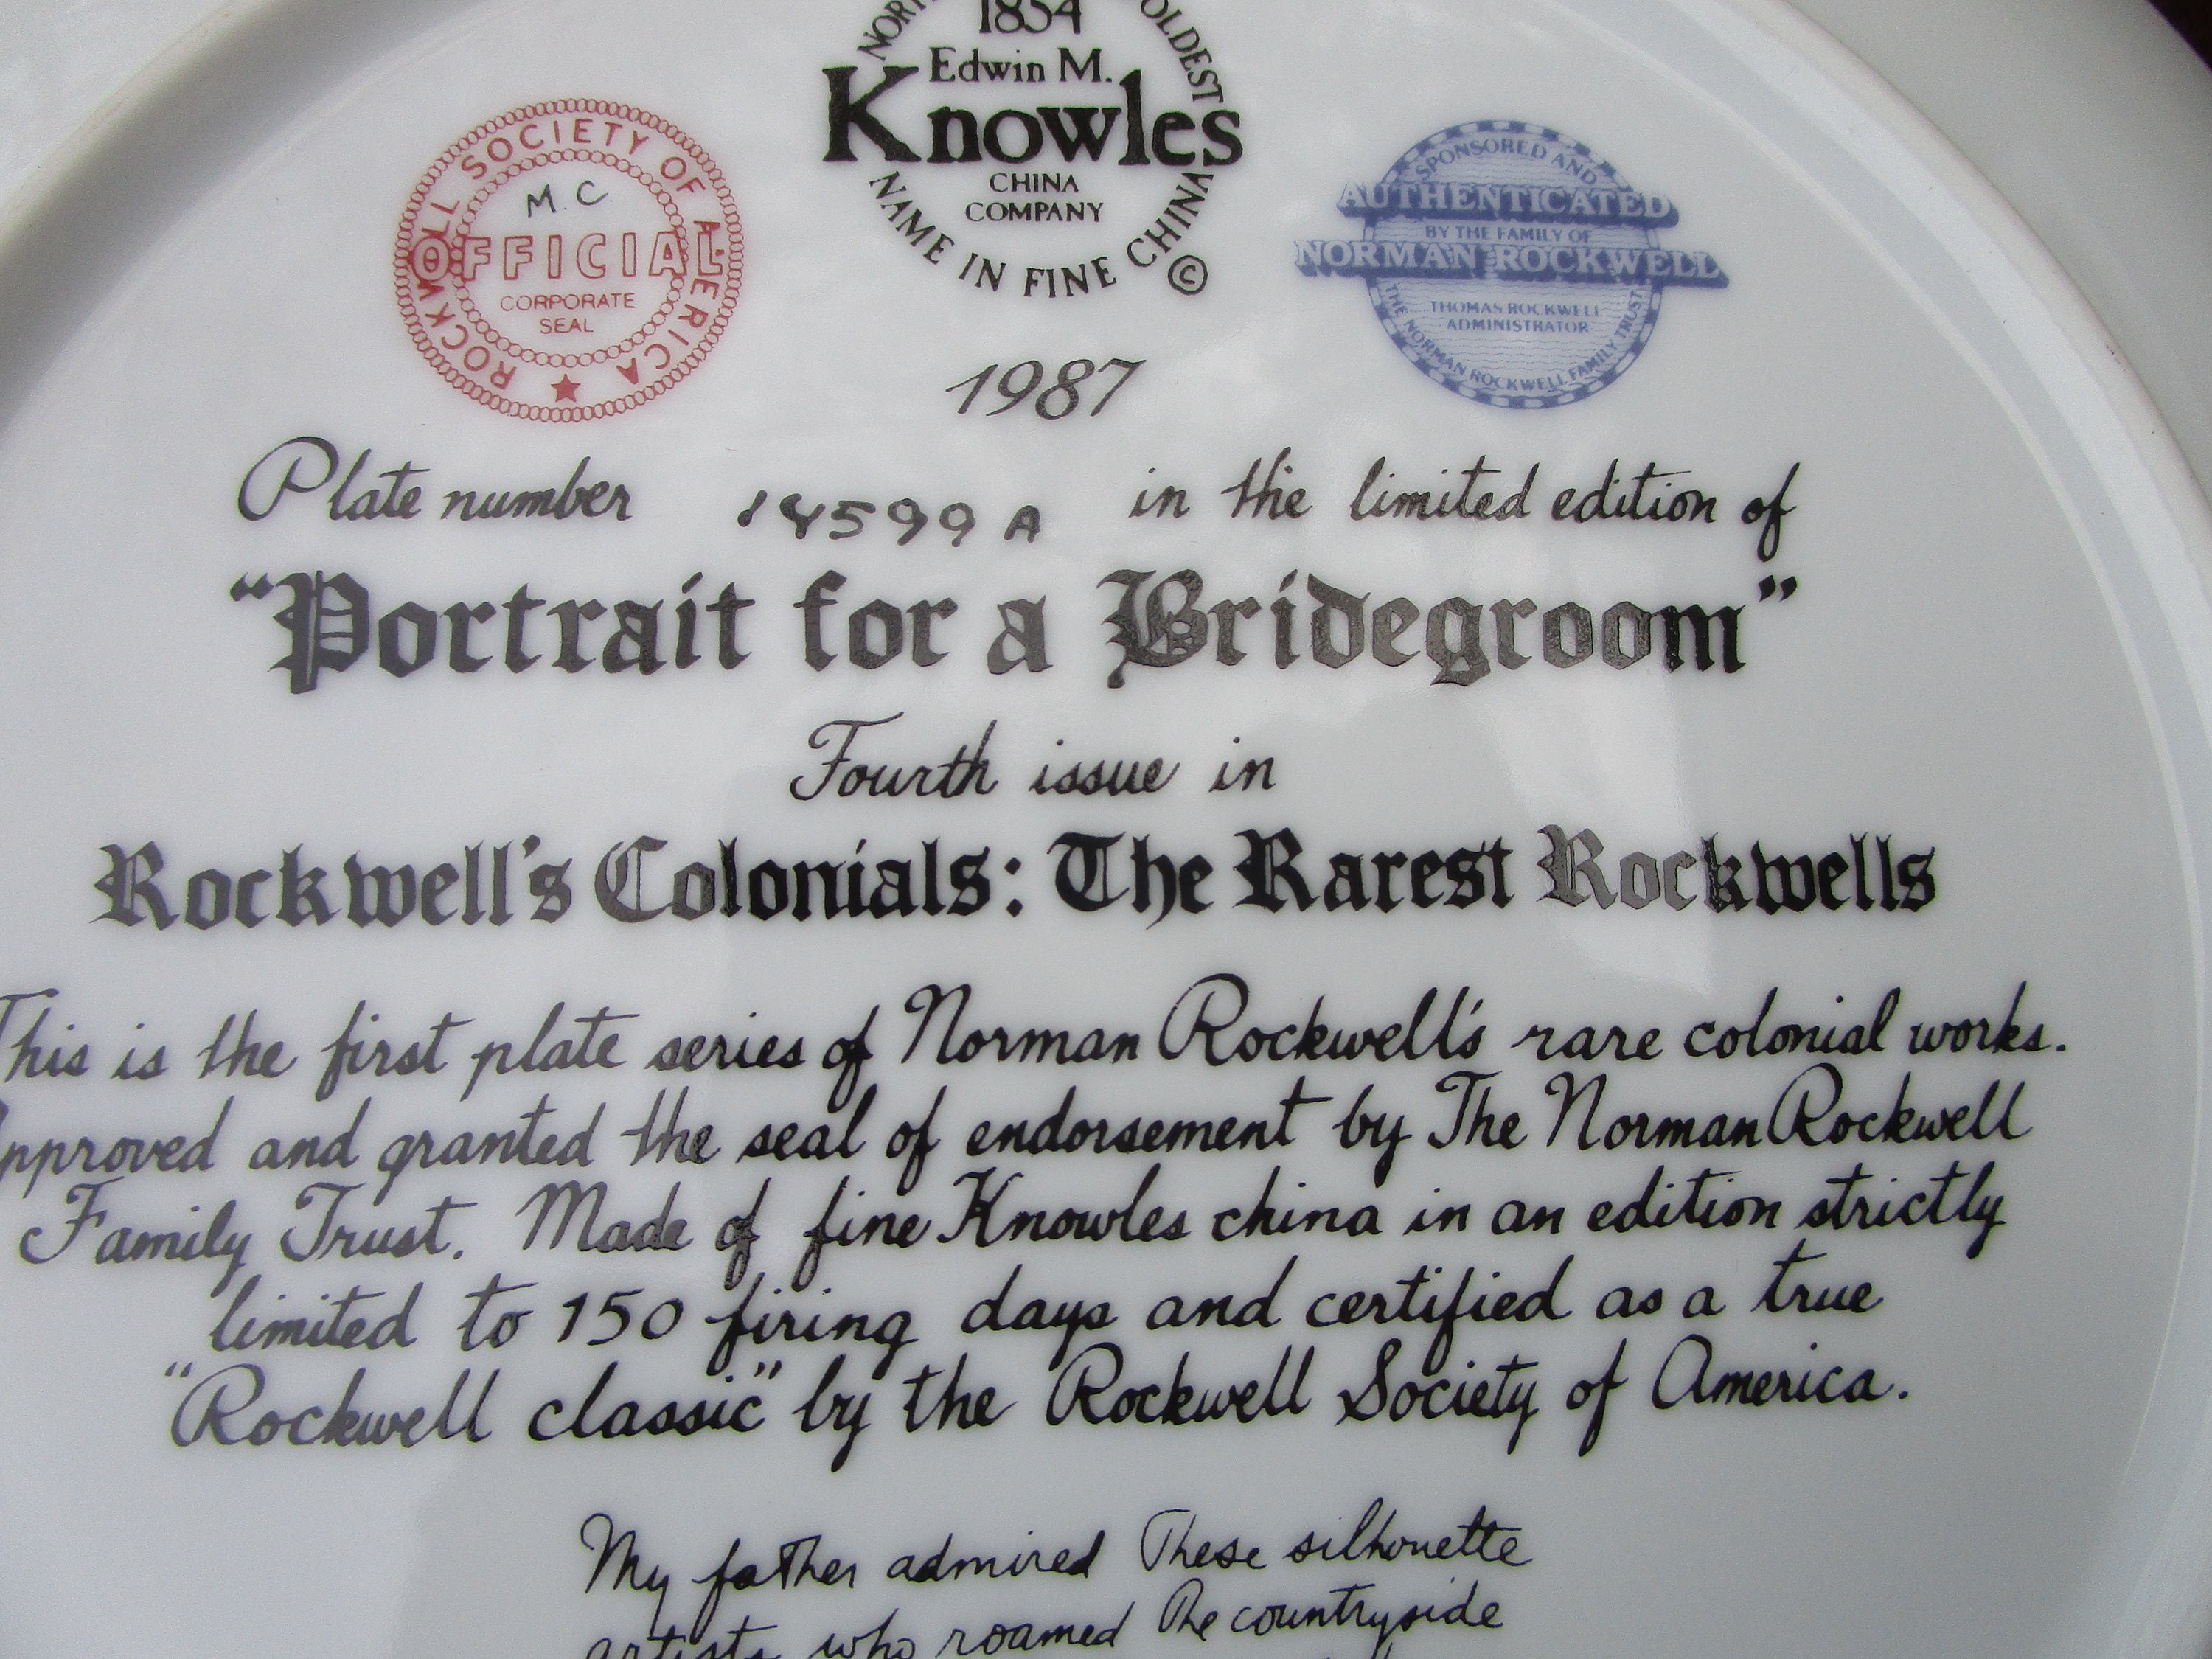 1854
Edwin M.
Knowles
CHINA
COMPANY
OLDEST
NAME IN FINE CHINA ©
ROCKWELL SOCIETY OF AMERICA
M.C.
OFFICIAL
CORPORATE
SEAL
SPONSORED AND
AUTHENTICATED
BY THE FAMILY OF
NORMAN ROCKWELL
THOMAS ROCKWELL
ADMINISTRATOR
THE NORMAN ROCKWELL FAMILY TRUST
1987
Plate number 18599 A in the limited edition of
"Portrait for a Bridegroom"
Fourth issue in
Rockwell's Colonials: The Rarest Rockwells
This is the first plate series of Norman Rockwell's rare colonial works.
Approved and granted the seal of endorsement by The Norman Rockwell
Family Trust. Made of fine Knowles china in an edition strictly
limited to 150 firing days and certified as a true
"Rockwell classic" by the Rockwell Society of America.
My father admired These silhouette
artists who roamed The countryside